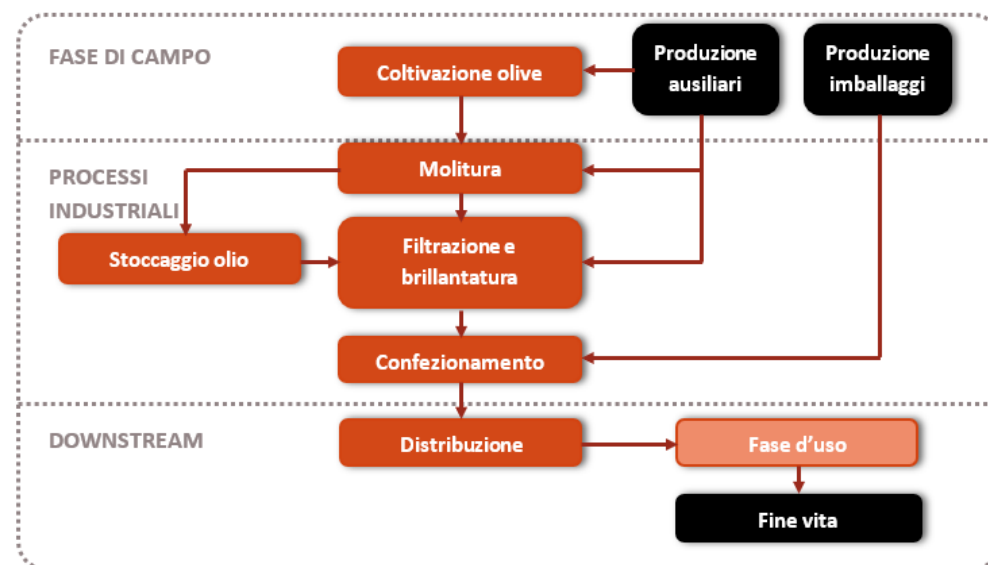 FASE DI CAMPO
Coltivazione olive
Produzione
ausiliari
Produzione
imballaggi
PROCESSI
INDUSTRIALI
Molitura
Stoccaggio olio
Filtrazione e
brillantatura
Confezionamento
DOWNSTREAM
Distribuzione
Fase d'uso
Fine vita